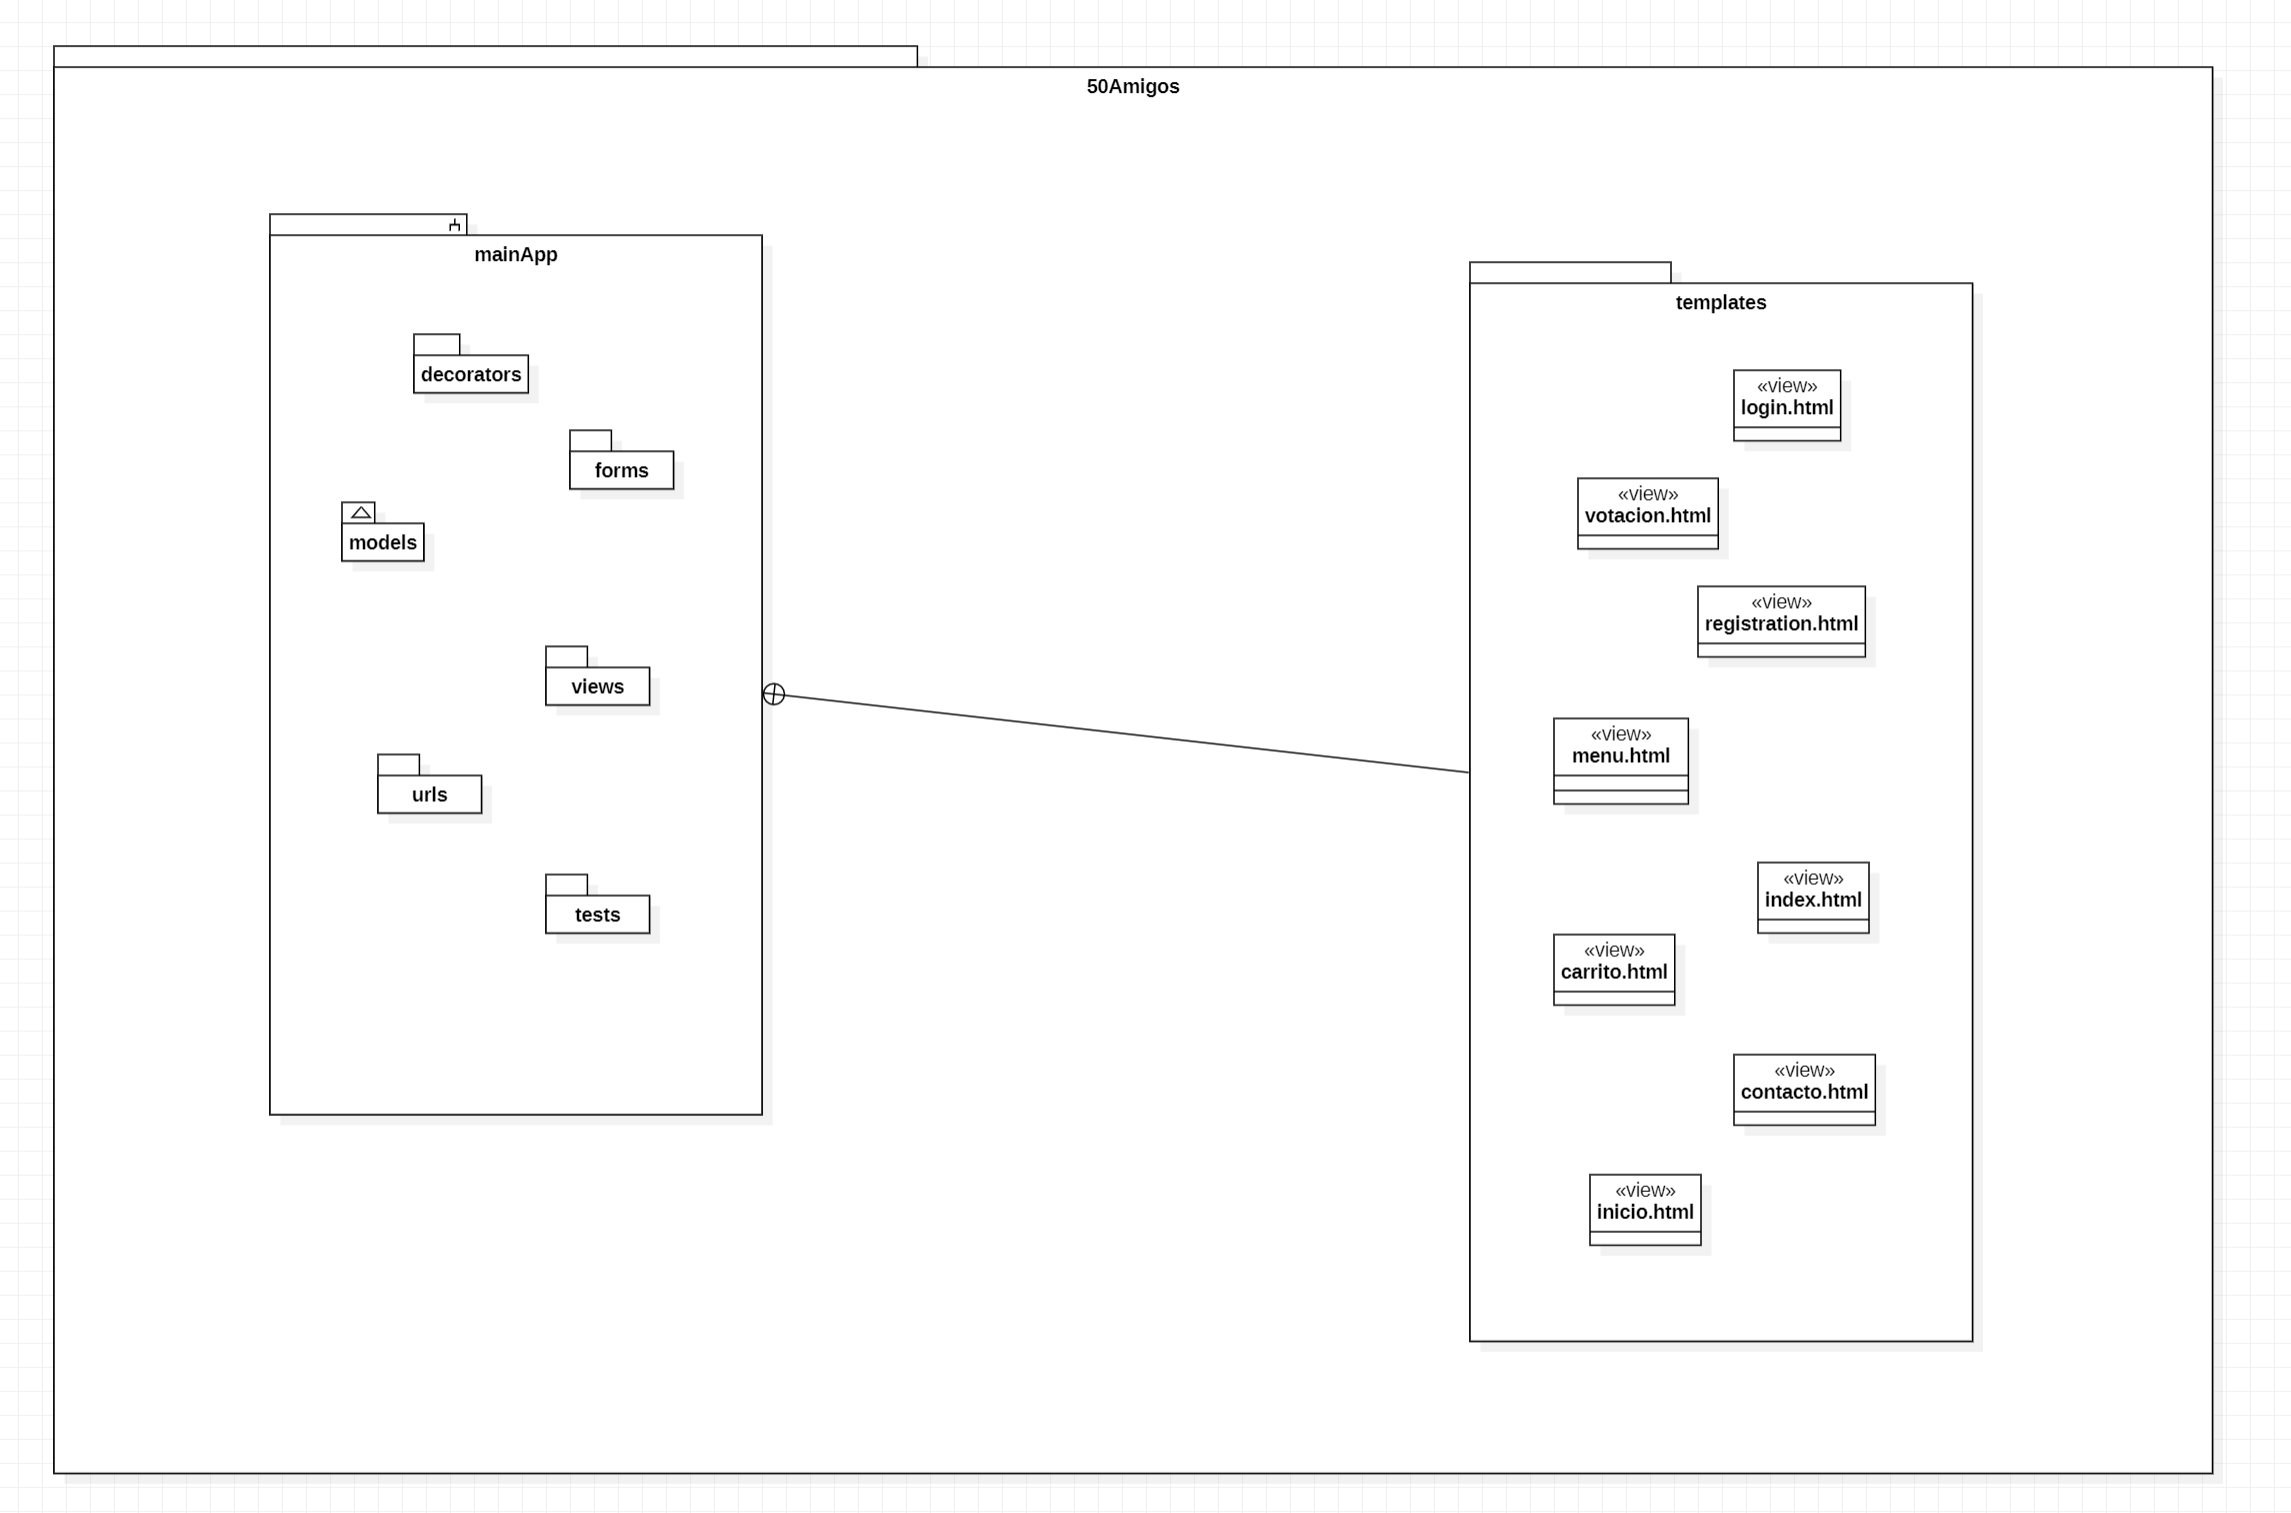 50Amigos
mainApp
decorators
forms
models
views
urls
tests
templates
«view»
login.html
«view»
votacion.html
«view»
registration.html
«view»
menu.html
«view»
index.html
«view»
carrito.html
«view»
contacto.html
«view»
inicio.html